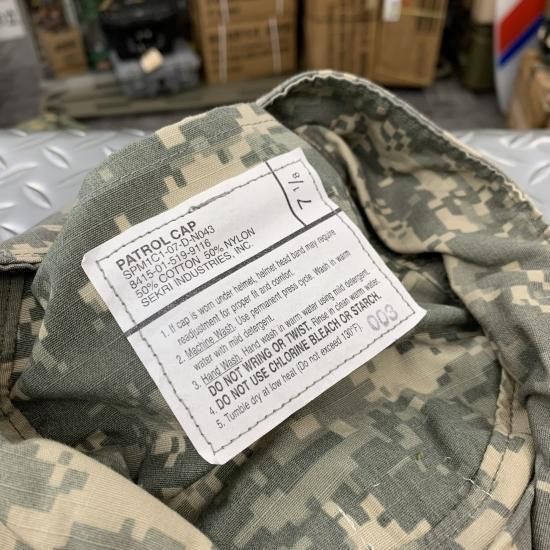 PATROL CAP
SPM1C1-07-D-N043
8415-01-519-9116
50% COTTON 50% NYLON
SEKRI INDUSTRIES, INC.
7 1/8
1. If cap is worn under helmet, helmet head band may require
readjustment for proper fit and comfort.
2. Machine Wash. Use permanent press cycle. Wash in warm
water with mild detergent.
3. Hand Wash. Hand wash in warm water using mild detergent.
DO NOT WRING OR TWIST. Rinse in clean warm water.
4. DO NOT USE CHLORINE BLEACH OR STARCH.
5. Tumble dry at low heat (Do not exceed 130°F).
003